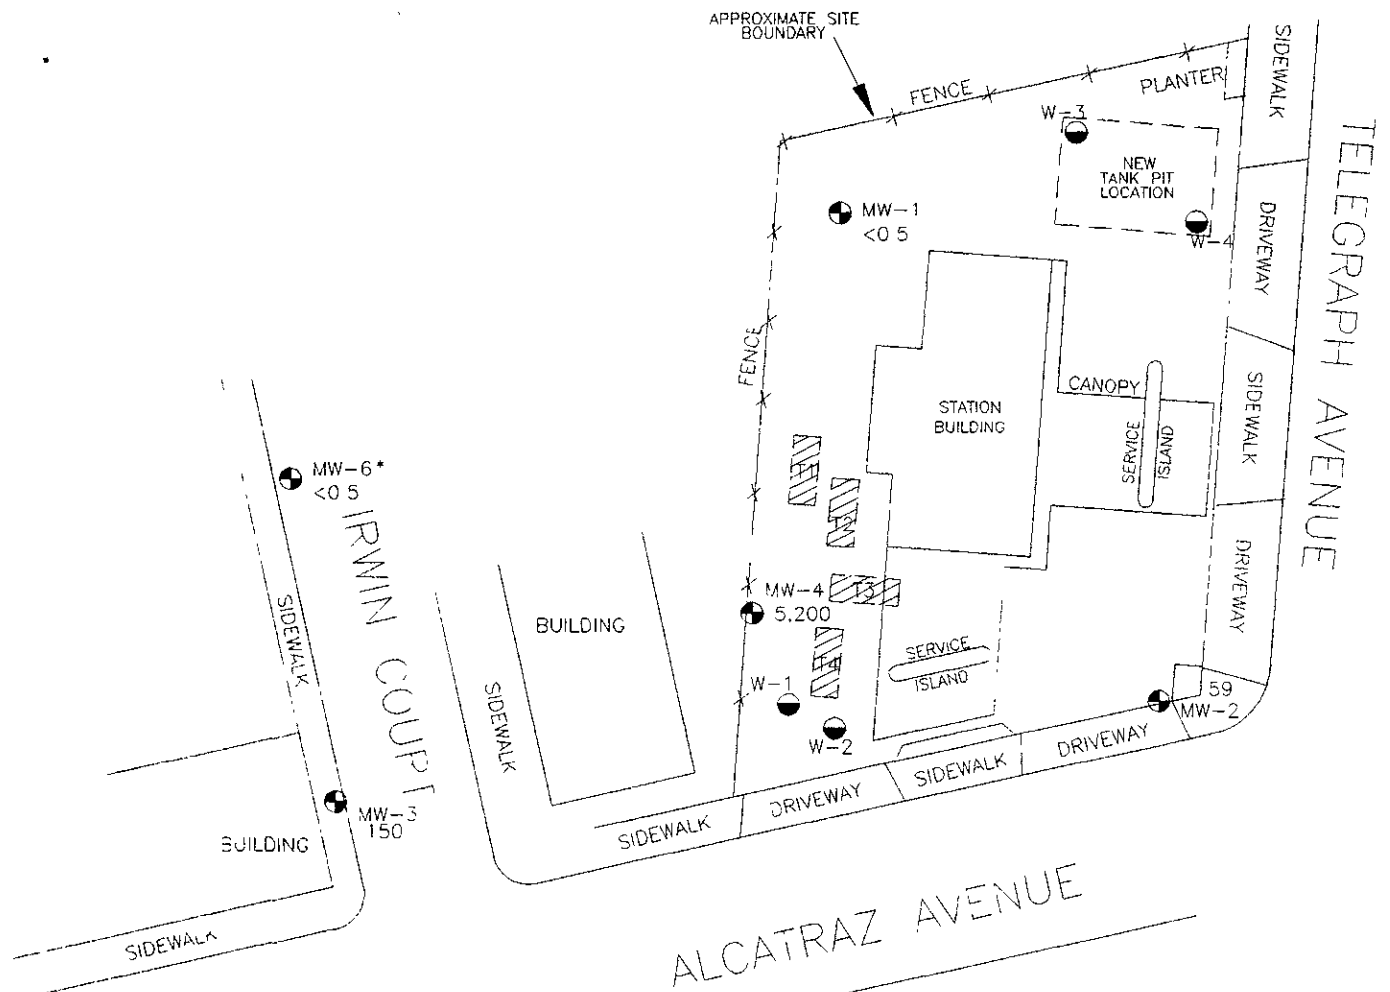 APPROXIMATE SITE
BOUNDARY
FENCE
PLANTER
SIDEWALK
W-3
NEW
TANK PIT
LOCATION
TELEGRAPH AVENUE
MW-1
<0 5
W-4
DRIVEWAY
FENCE
CANOPY
STATION
BUILDING
SERVICE
ISLAND
SIDEWALK
MW-6*
<0 5
T2
IRWIN COURT
DRIVEWAY
MW-4
5,200
T3
SIDEWALK
BUILDING
T4
SERVICE
ISLAND
W-1
59
MW-2
SIDEWALK
W-2
DRIVEWAY
SIDEWALK
DRIVEWAY
MW-3
150
SIDEWALK
BUILDING
ALCATRAZ AVENUE
SIDEWALK